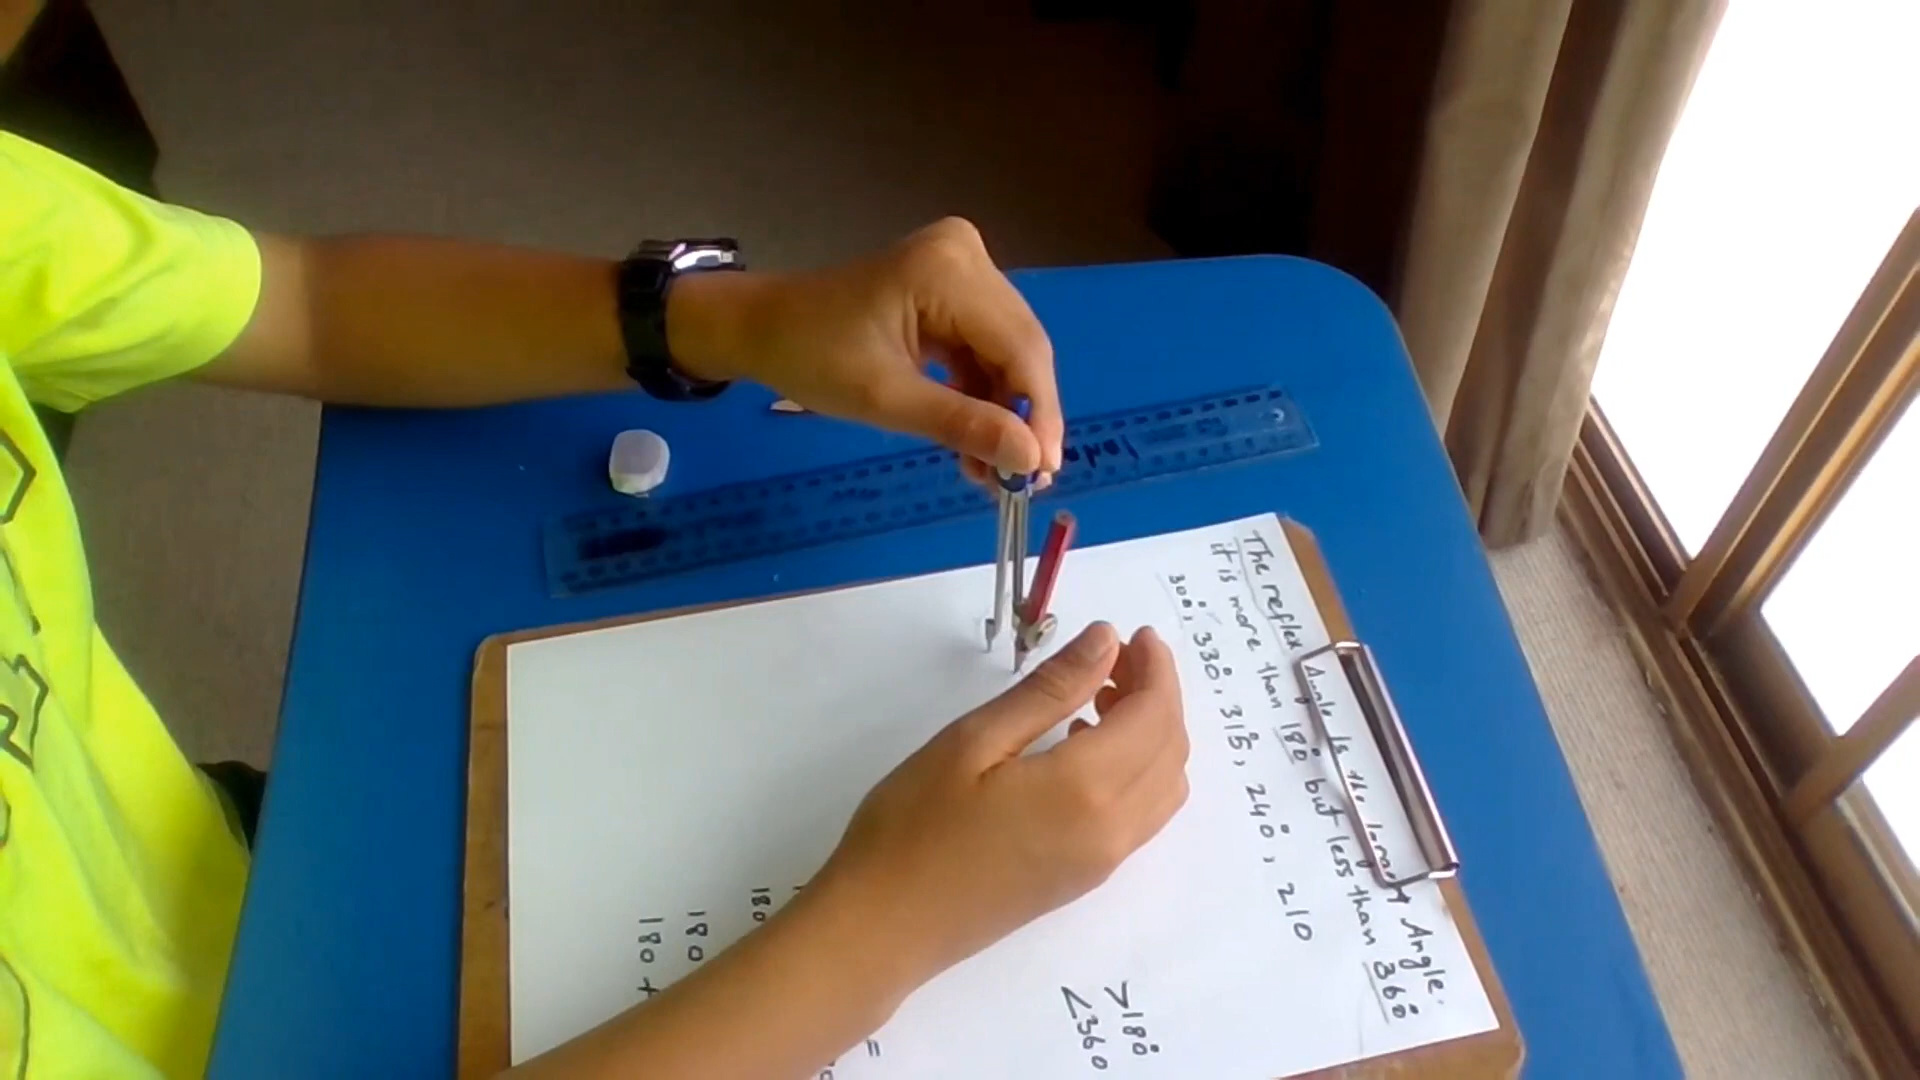 The reflex Angle is the longest Angle.
it is more than 180° but less than 360°
300°, 330°, 315°, 240°, 210
>180°
<360
180
180
180 +
=